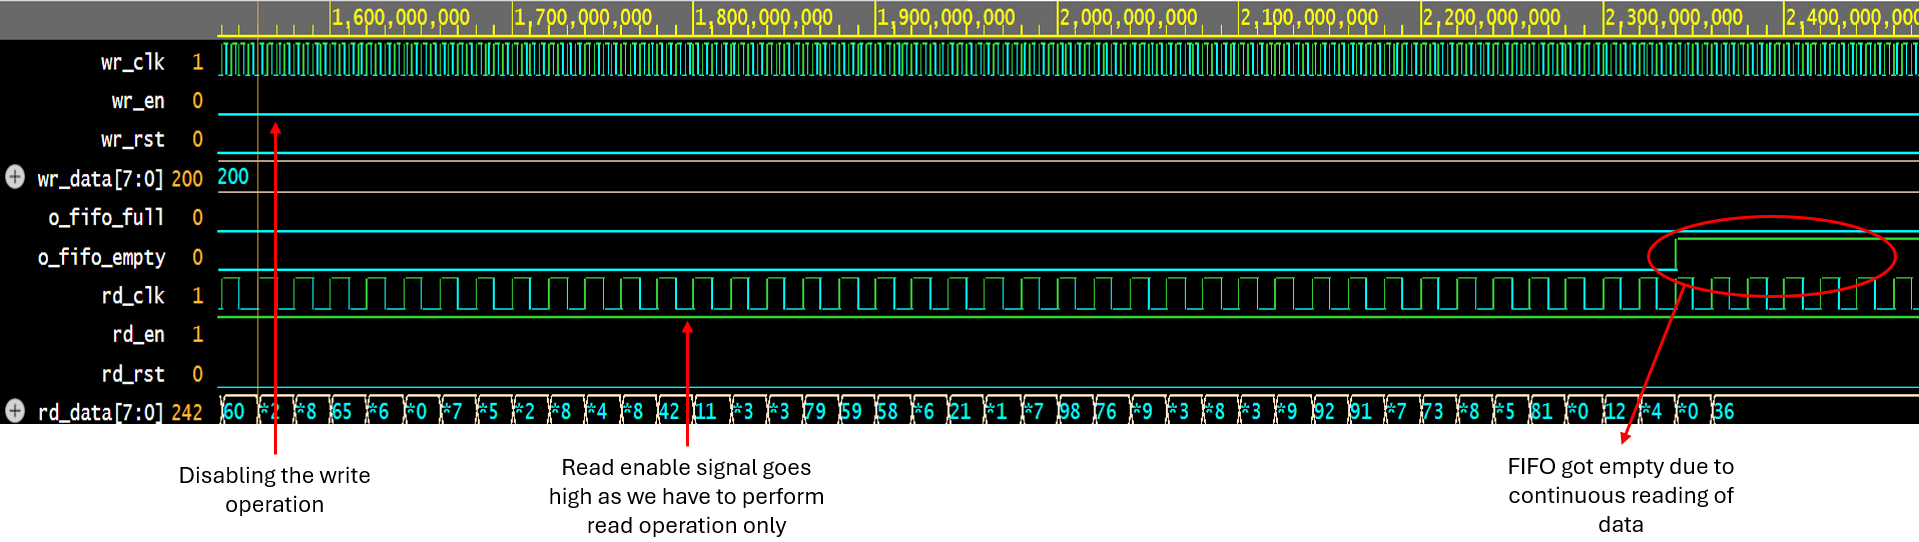 1,600,000,000 1,700,000,000 1,800,000,000 1,900,000,000 2,000,000,000 2,100,000,000 2,200,000,000 2,300,000,000 2,400,000,000
wr_clk 1
wr_en 0
wr_rst 0
wr_data[7:0] 200 200
o_fifo_full 0
o_fifo_empty 0
rd_clk 1
rd_en 1
rd_rst 0
rd_data[7:0] 242 60 *2 *8 65 *6 *0 *7 *5 *2 *8 *4 *8 42 11 *3 *3 79 59 58 *6 21 *1 *7 98 76 *9 *3 *8 *3 *9 92 91 *7 73 *8 *5 81 *0 12 *4 *0 36
Disabling the write
operation
Read enable signal goes
high as we have to perform
read operation only
FIFO got empty due to
continuous reading of
data